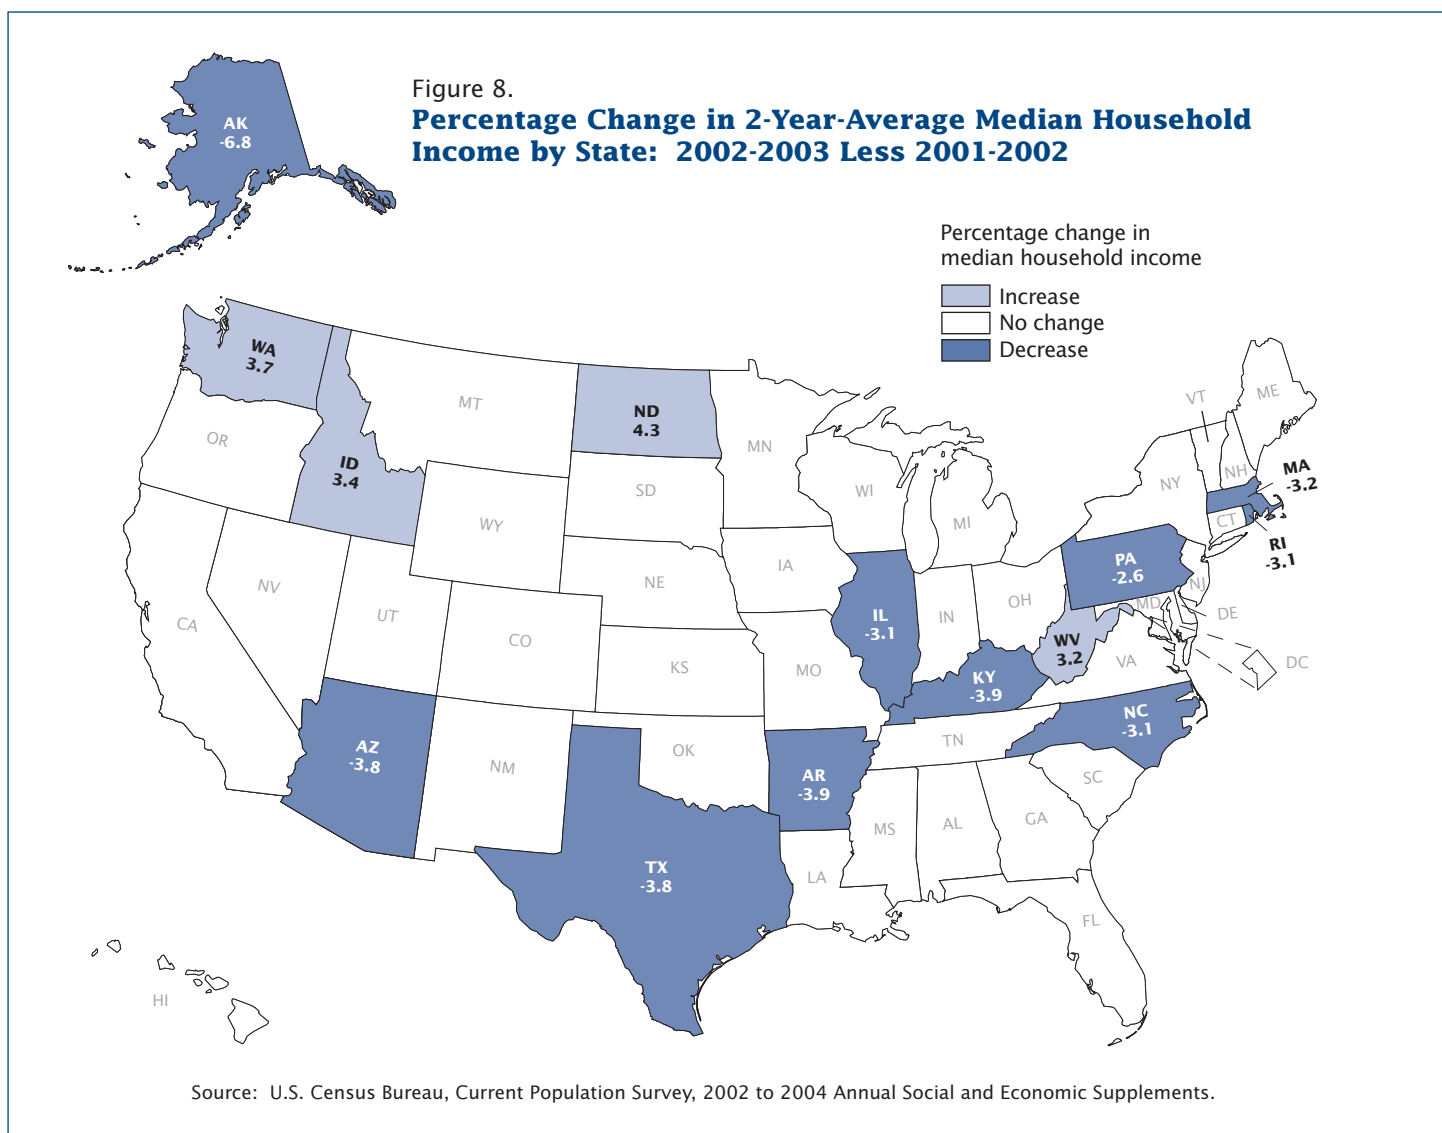 Figure 8.
Percentage Change in 2-Year-Average Median Household
Income by State:  2002-2003 Less 2001-2002
AK
-6.8
Percentage change in
median household income
Increase
No change
Decrease
WA
3.7
MT
ND
4.3
MN
VT
ME
OR
ID
3.4
SD
WI
MI
NY
NH
MA
-3.2
WY
CT
RI
-3.1
IA
PA
-2.6
NJ
NV
NE
IL
-3.1
IN
OH
MD
DE
CA
UT
CO
KS
MO
WV
3.2
VA
DC
KY
-3.9
NC
-3.1
AZ
-3.8
NM
OK
AR
-3.9
TN
SC
MS
AL
GA
TX
-3.8
LA
FL
HI
Source:  U.S. Census Bureau, Current Population Survey, 2002 to 2004 Annual Social and Economic Supplements.